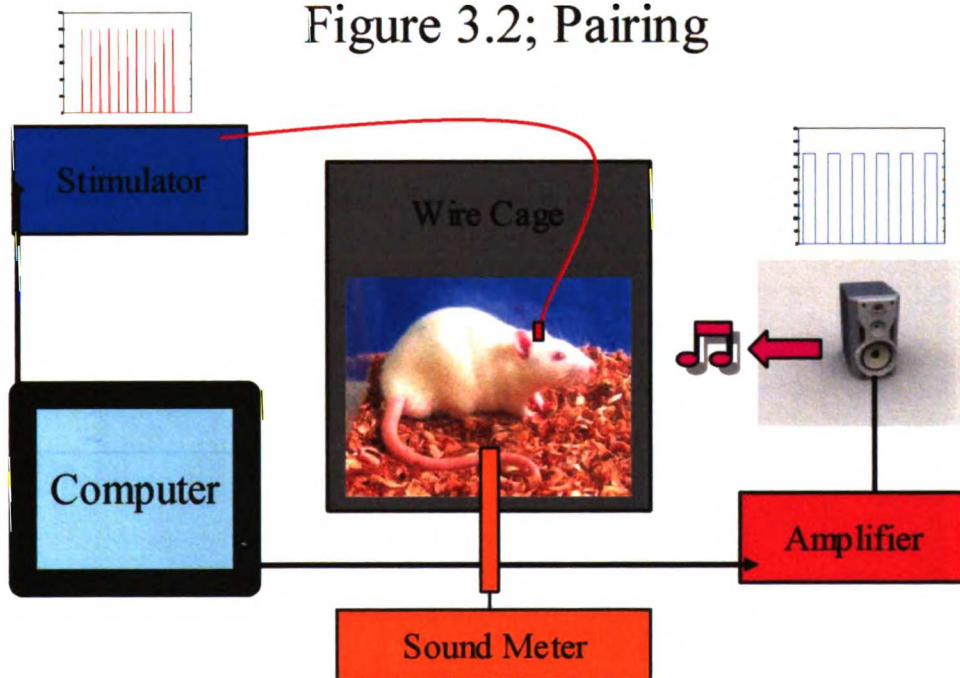 Figure 3.2; Pairing
Stimulator
Wire Cage
Computer
Amplifier
Sound Meter